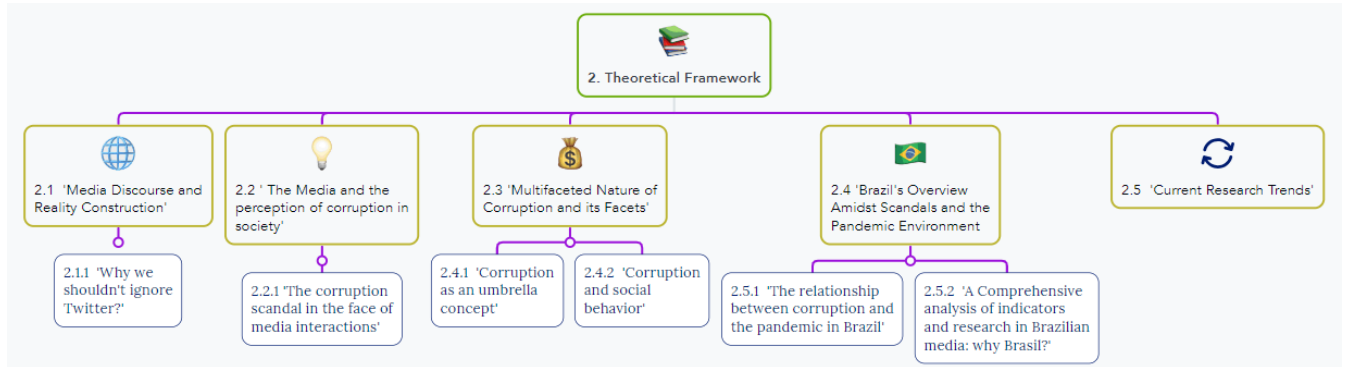 2. Theoretical Framework
2.1 'Media Discourse and
Reality Construction'
2.2 ' The Media and the
perception of corruption in
society'
2.3 'Multifaceted Nature of
Corruption and its Facets'
2.4 'Brazil's Overview
Amidst Scandals and the
Pandemic Environment
2.5 'Current Research Trends'
2.1.1 'Why we
shouldn't ignore
Twitter?'
2.2.1 'The corruption
scandal in the face of
media interactions'
2.4.1 'Corruption
as an umbrella
concept'
2.4.2 'Corruption
and social
behavior'
2.5.1 'The relationship
between corruption and
the pandemic in Brazil'
2.5.2 'A Comprehensive
analysis of indicators
and research in Brazilian
media: why Brasil?'